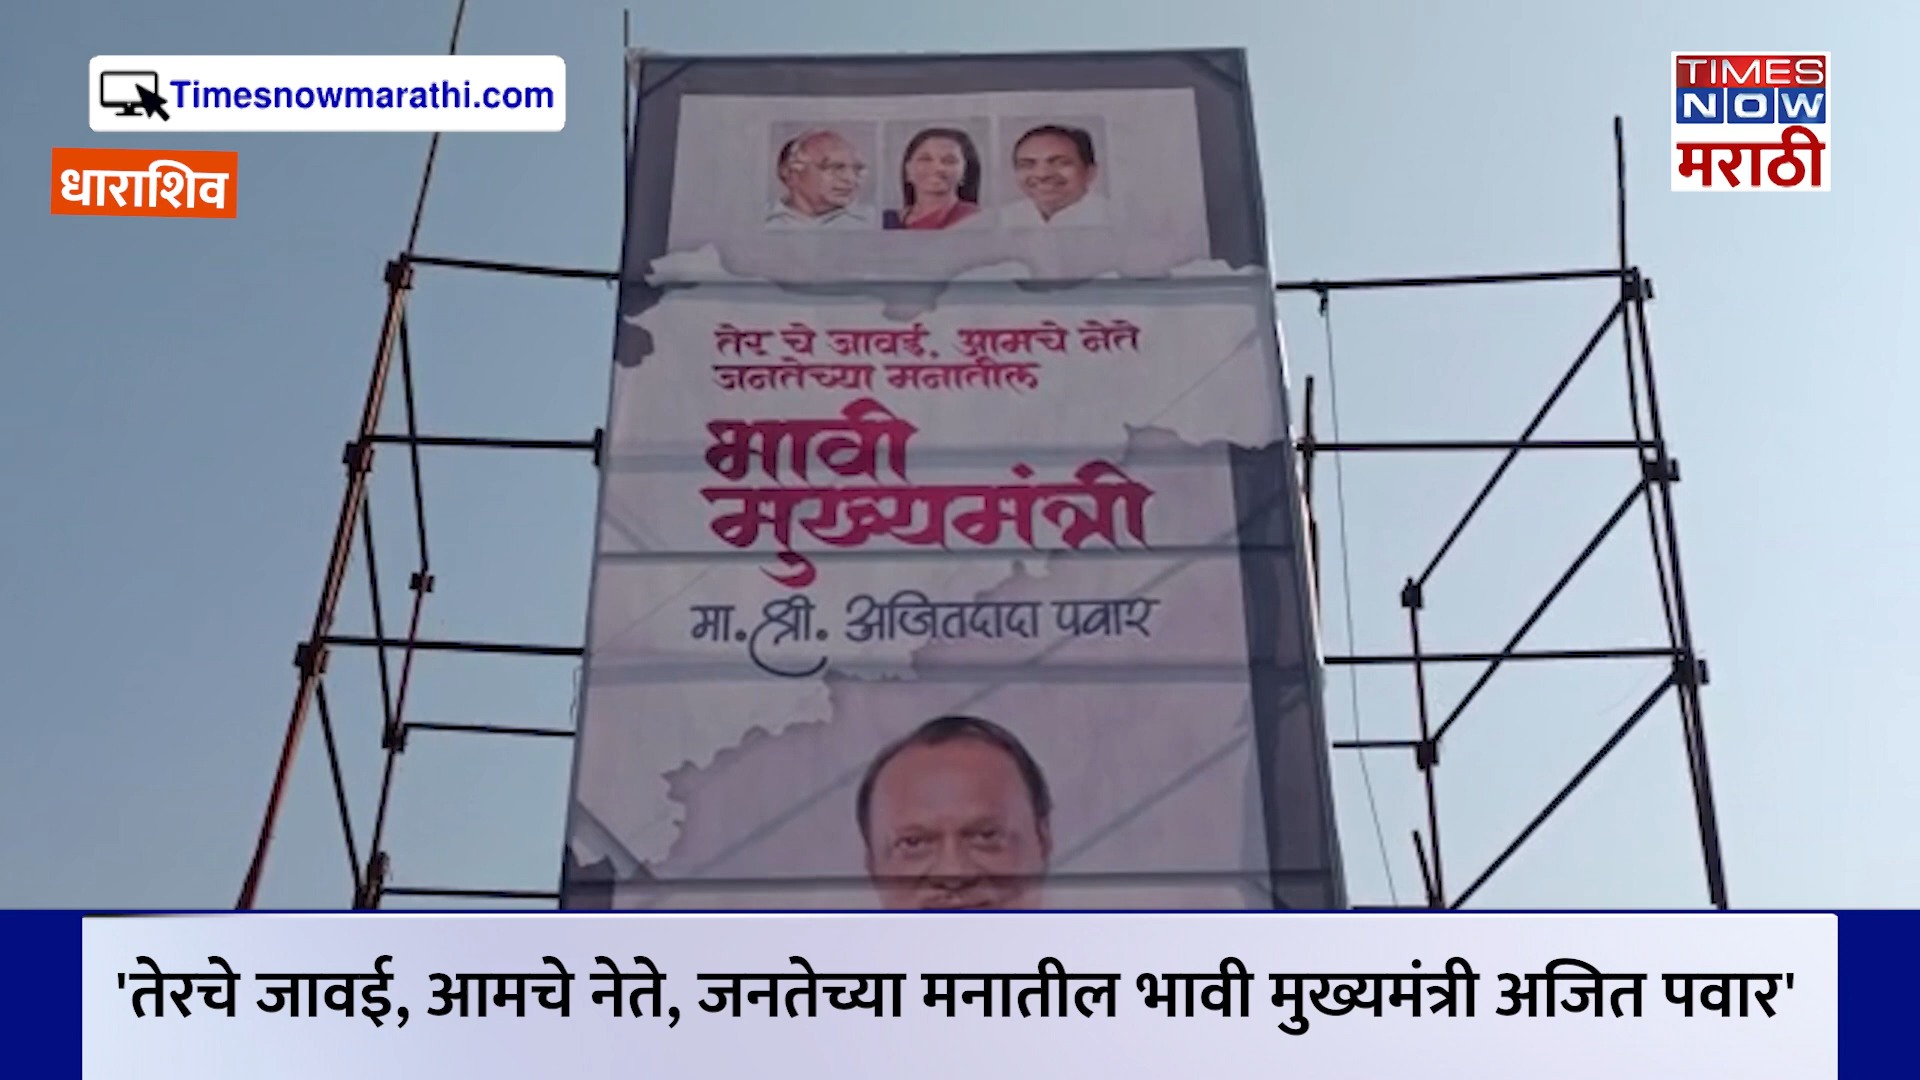 Timesnowmarathi.com
TIMES
NOW
मराठी
धाराशिव
तेर चे जावई, आमचे नेते
जनतेच्या मनातील
भावी
मुख्यमंत्री
मा. श्री. अजितदादा पवार
'तेरचे जावई, आमचे नेते, जनतेच्या मनातील भावी मुख्यमंत्री अजित पवार'